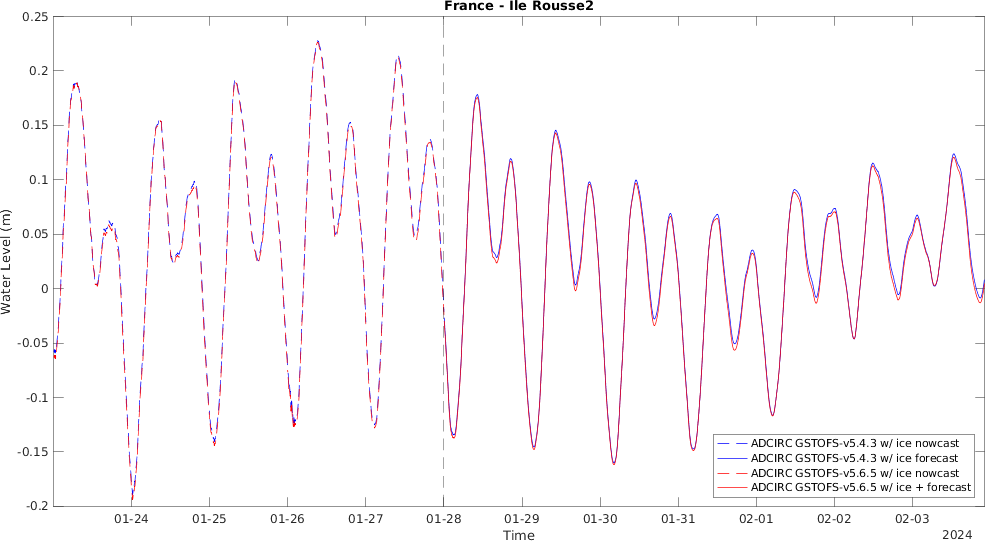 France - Ile Rousse2
Water Level (m)
0.25
0.2
0.15
0.1
0.05
0
-0.05
-0.1
-0.15
-0.2
ADCIRC GSTOFS-v5.4.3 w/ ice nowcast
ADCIRC GSTOFS-v5.4.3 w/ ice forecast
ADCIRC GSTOFS-v5.6.5 w/ ice nowcast
ADCIRC GSTOFS-v5.6.5 w/ ice + forecast
01-24 01-25 01-26 01-27 01-28 01-29 01-30 01-31 02-01 02-02 02-03
Time
2024